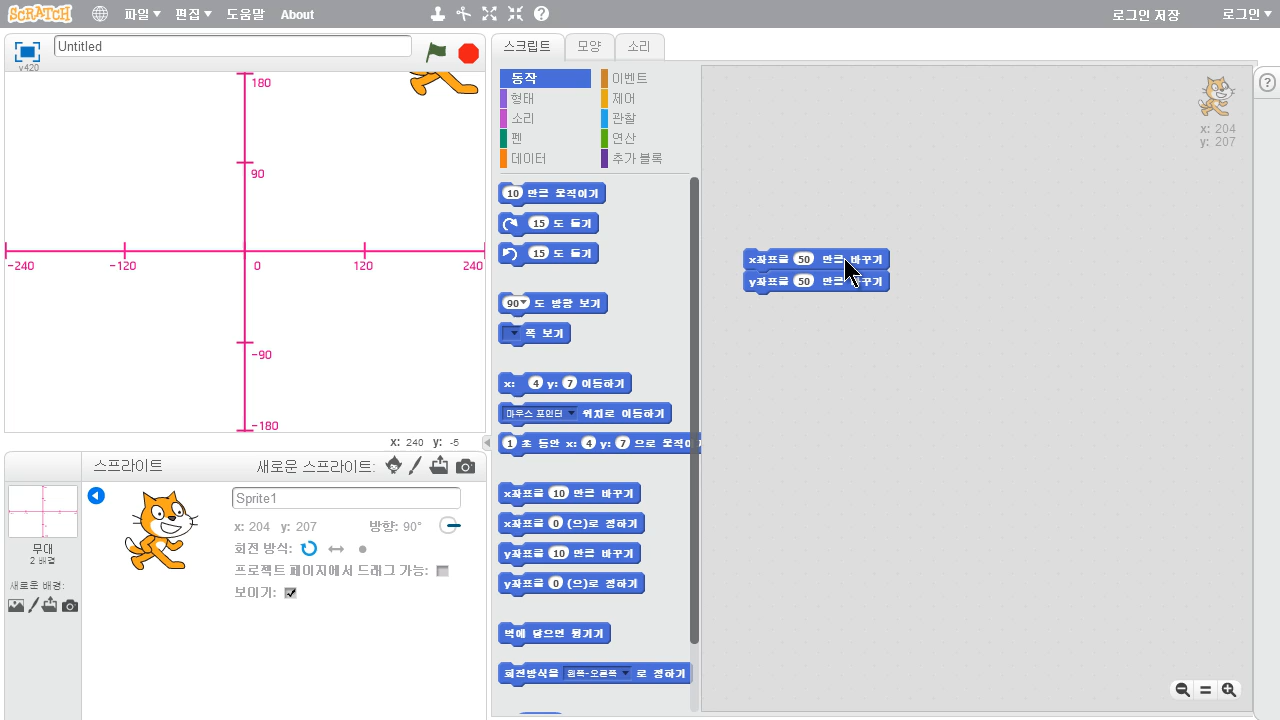 SCRATCH 파일▼ 편집▼ 도움말 About 로그인 저장 로그인▼
Untitled
v420
180
90
-240 -120 0 120 240
-90
-180
x: 240 y: -5
스프라이트 새로운 스프라이트:
무대
2 배경
새로운 배경:
Sprite1
x: 204 y: 207 방향: 90°
회전 방식:
프로젝트 페이지에서 드래그 가능:
보이기:
스크립트 모양 소리
동작 이벤트
형태 제어
소리 관찰
펜 연산
데이터 추가 블록
10 만큼 움직이기
15 도 돌기
15 도 돌기
90▼ 도 방향 보기
쪽 보기
x: 4 y: 7 이동하기
마우스 포인터 위치로 이동하기
1 초 동안 x: 4 y: 7 으로 움직이기
x좌표를 10 만큼 바꾸기
x좌표를 0 (으)로 정하기
y좌표를 10 만큼 바꾸기
y좌표를 0 (으)로 정하기
벽에 닿으면 튕기기
회전방식을 왼쪽-오른쪽 로 정하기
x좌표를 50 만큼 바꾸기
y좌표를 50 만큼 바꾸기
x: 204
y: 207